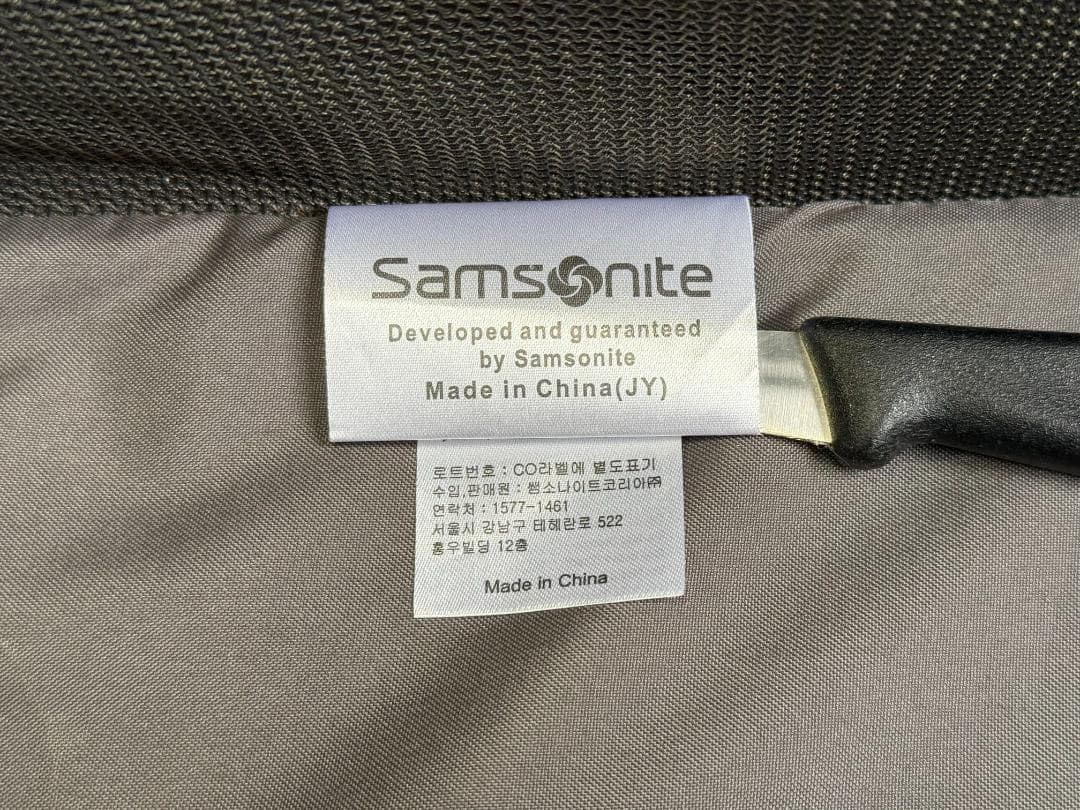 Samsonite
Developed and guaranteed
by Samsonite
Made in China(JY)
로트번호 : CO라벨에 별도표기
수입,판매원 : 쌤소나이트코리아㈜
연락처 : 1577-1461
서울시 강남구 테헤란로 522
홍우빌딩 12층
Made in China